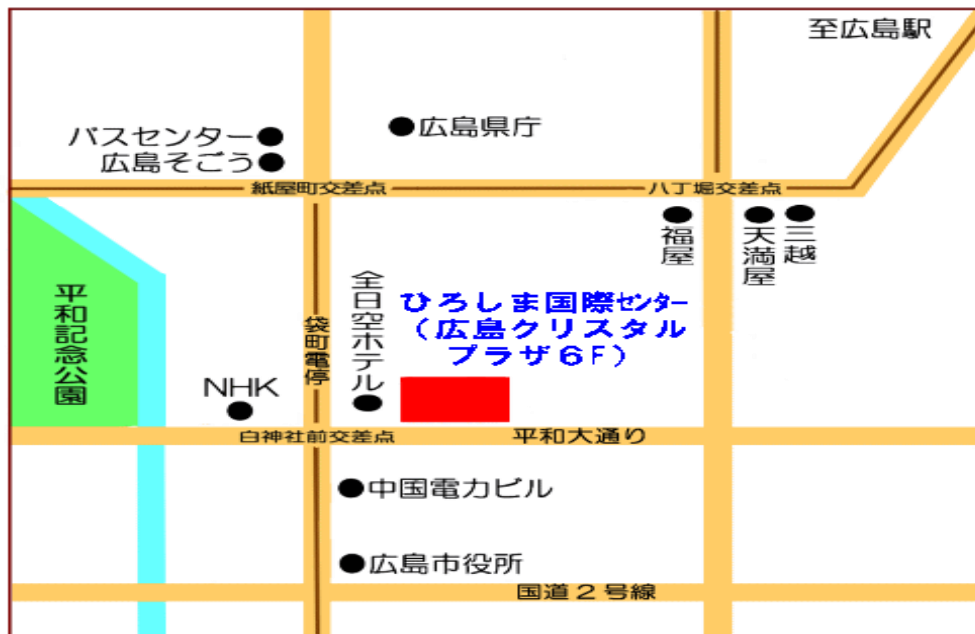 至広島駅
バスセンター
広島県庁
広島そごう
紙屋町交差点
八丁堀交差点
福屋
天満屋
三越
平和記念公園
袋町電停
全日空ホテル
ひろしま国際センター
（広島クリスタル
プラザ６Ｆ）
NHK
白神社前交差点
平和大通り
中国電力ビル
広島市役所
国道２号線